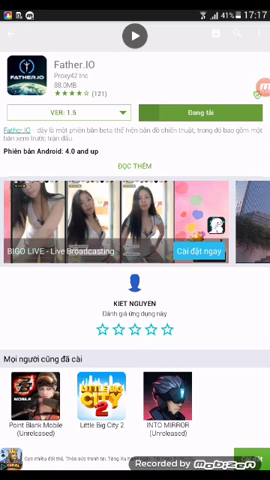 41% 17:17
Father.IO
Proxy42 Inc
88.0MB
(121)
VER: 1.6
Đang tải
Father.IO - đây là một phiên bản beta thể hiện bản đồ chiến thuật, trong đó bao gồm một
bản xem trước trận đấu.
Phiên bản Android: 4.0 and up
ĐỌC THÊM
BIGO LIVE - Live Broadcasting
Cài đặt ngay
KIET NGUYEN
Đánh giá ứng dụng này
Mọi người cũng đã cài
Point Blank Mobile
(Unreleased)
Little Big City 2
INTO MIRROR
(Unreleased)
Recorded by Mobizen